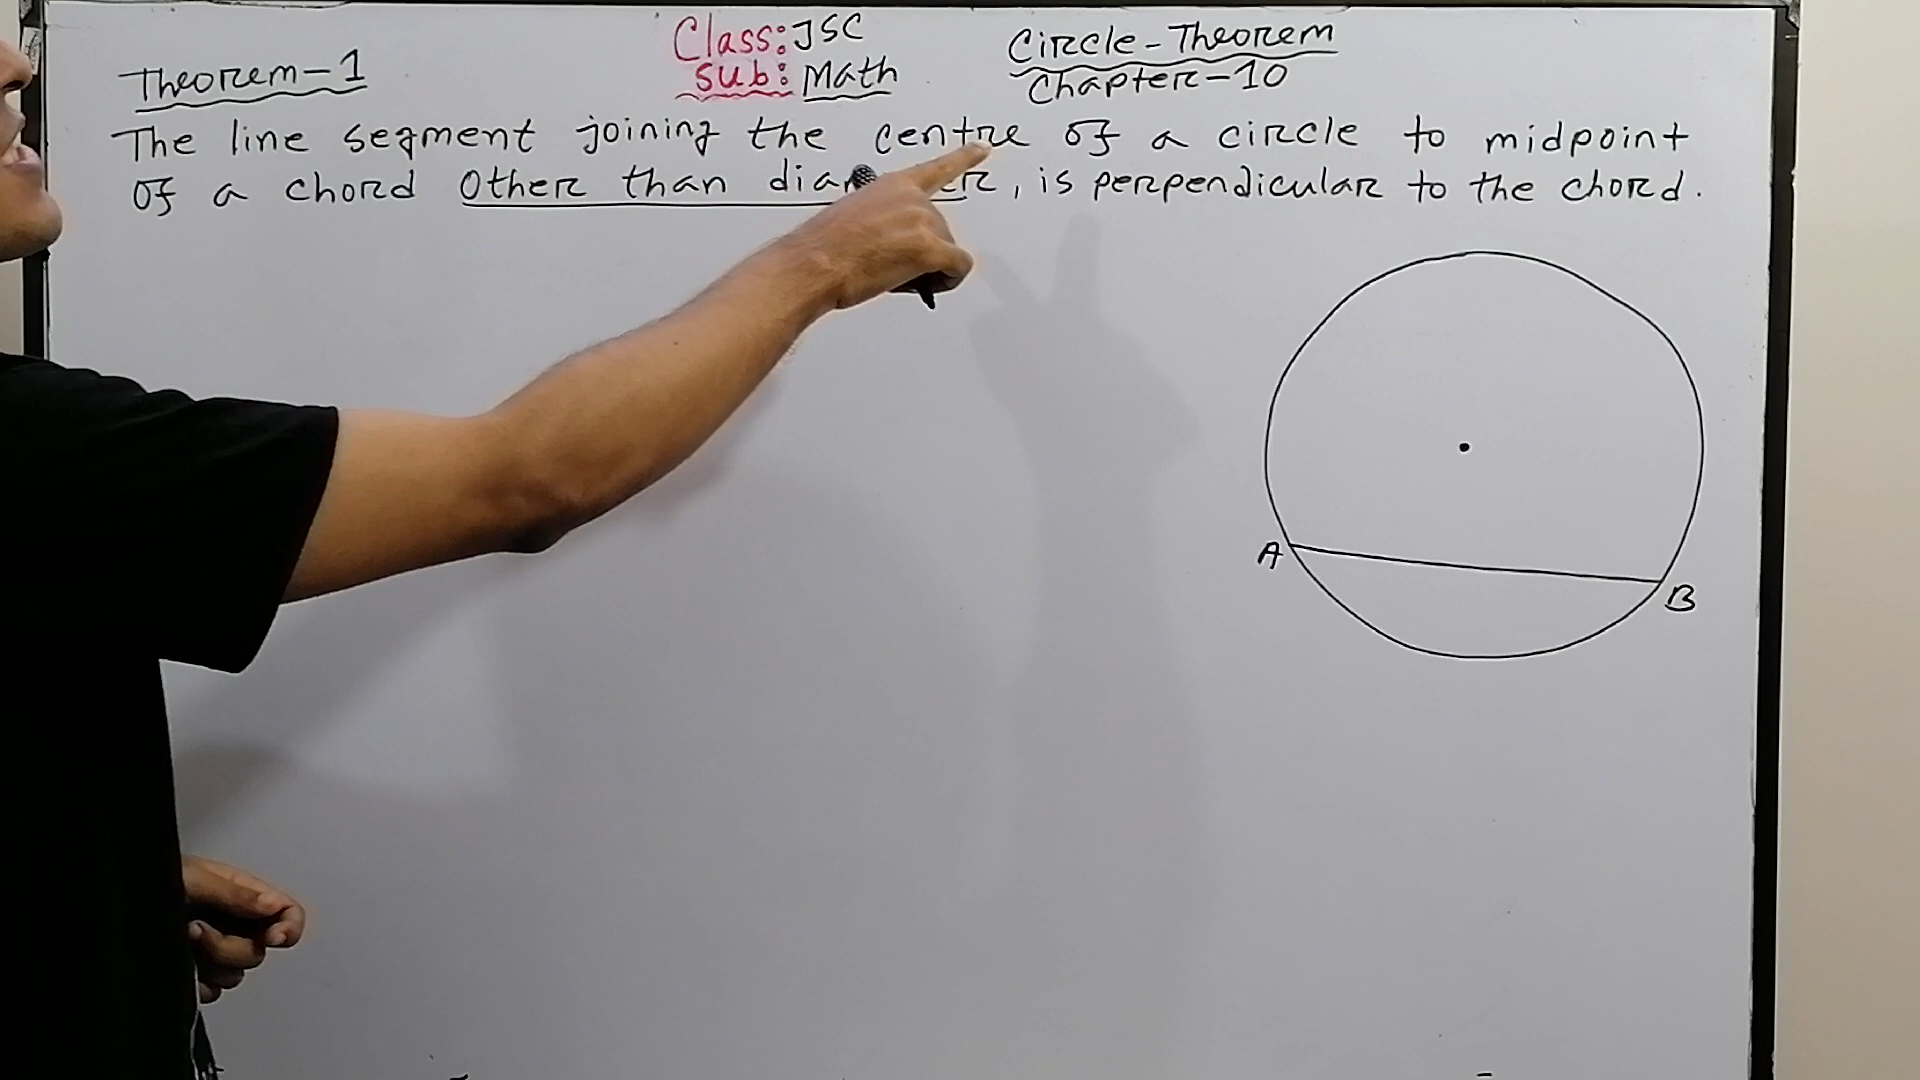 Theorem-1
Class: JSC
Sub: Math
Circle-Theorem
Chapter-10
The line segment joining the centre of a circle to midpoint
of a chord Other than , is perpendicular to the chord.
A
B